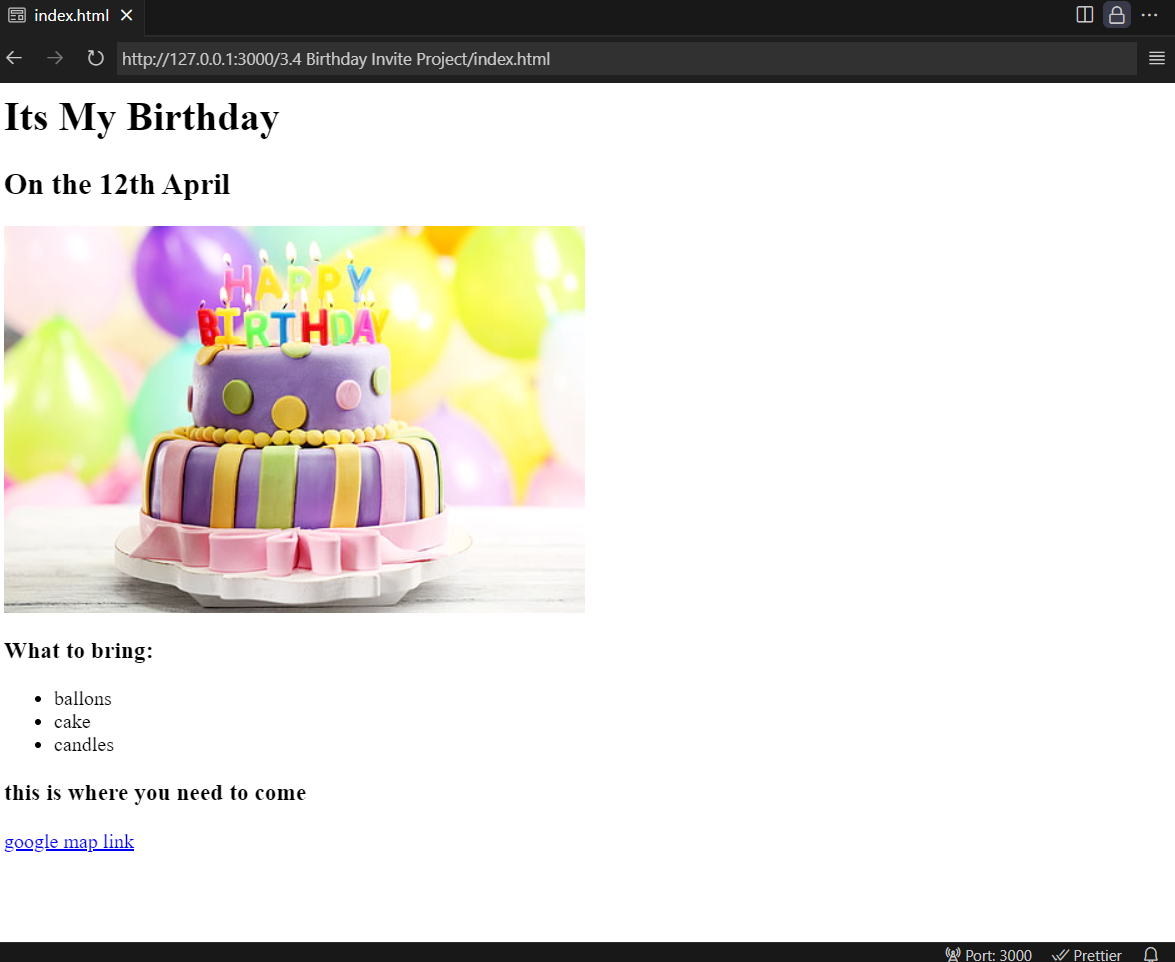 index.html
http://127.0.0.1:3000/3.4 Birthday Invite Project/index.html
Its My Birthday
On the 12th April
HAPPY
BIRTHDAY
What to bring:
ballons
cake
candles
this is where you need to come
google map link
Port: 3000 Prettier